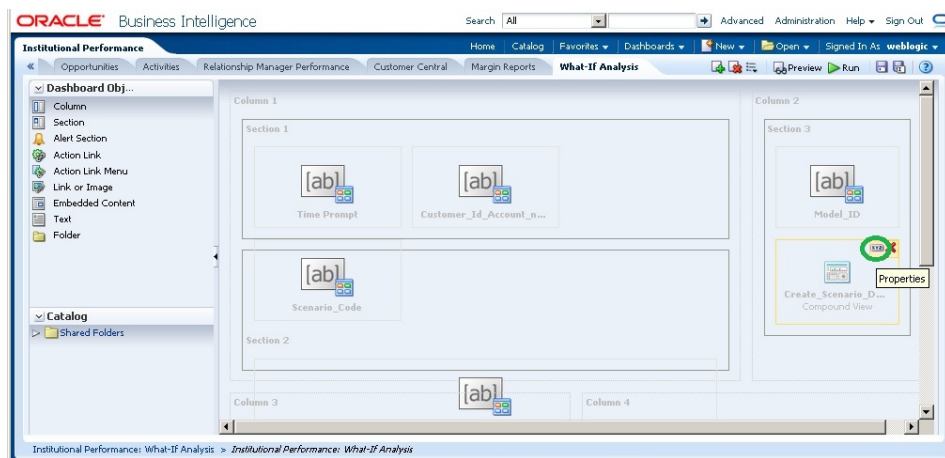 ORACLE Business Intelligence
Search All Advanced Administration Help Sign Out
Institutional Performance
Home Catalog Favorites Dashboards New Open Signed In As weblogic
« Opportunities Activities Relationship Manager Performance Customer Central Margin Reports What-If Analysis Preview Run
Dashboard Obj...
Column
Section
Alert Section
Action Link
Action Link Menu
Link or Image
Embedded Content
Text
Folder
Catalog
Shared Folders
Column 1
Section 1
[ab]
Time Prompt
[ab]
Customer_Id_Account_n...
[ab]
Scenario_Code
Section 2
Column 2
Section 3
[ab]
Model_ID
XYZ
Properties
Create_Scenario_D...
Compound View
Column 3
[ab]
Column 4
Institutional Performance: What-If Analysis » Institutional Performance: What-If Analysis